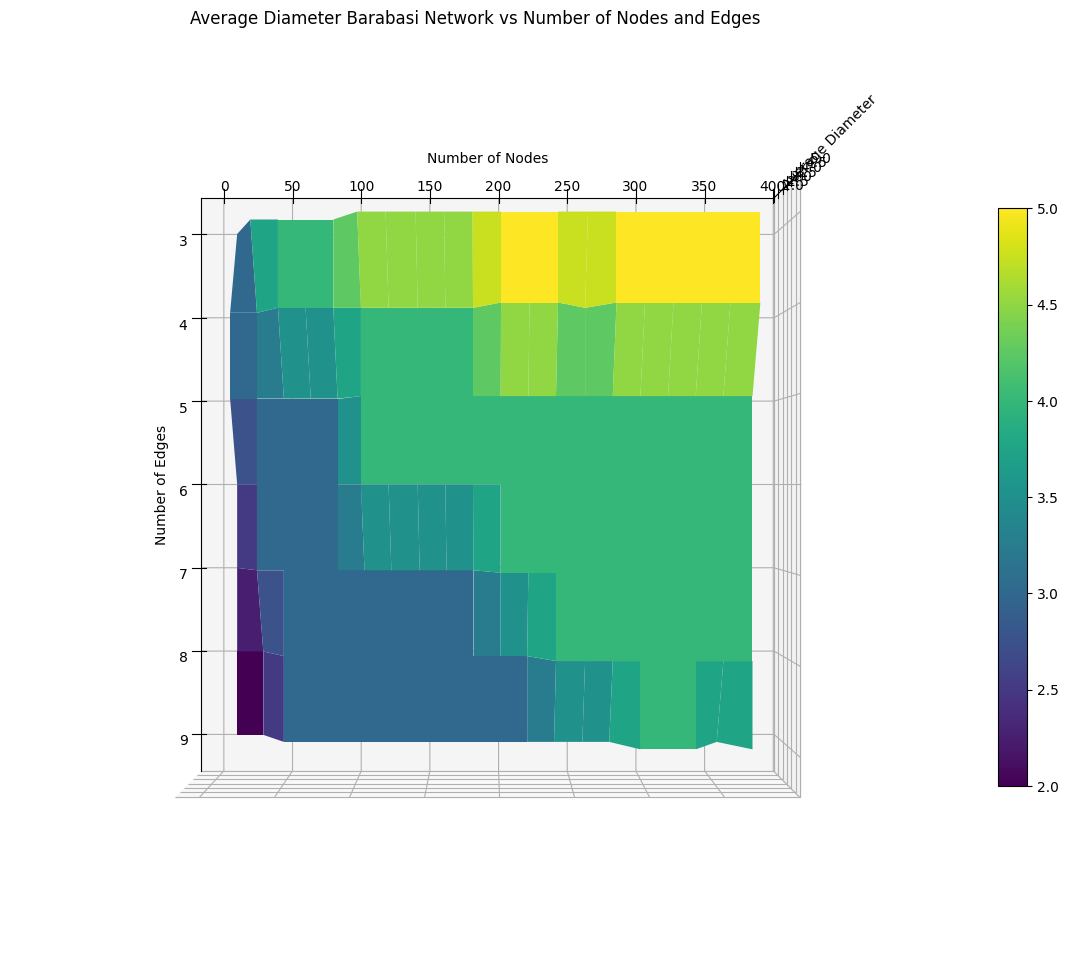 Average Diameter Barabasi Network vs Number of Nodes and Edges
Number of Nodes
0 50 100 150 200 250 300 350 400
Average Diameter
Number of Edges
3
4
5
6
7
8
9
5.0
4.5
4.0
3.5
3.0
2.5
2.0